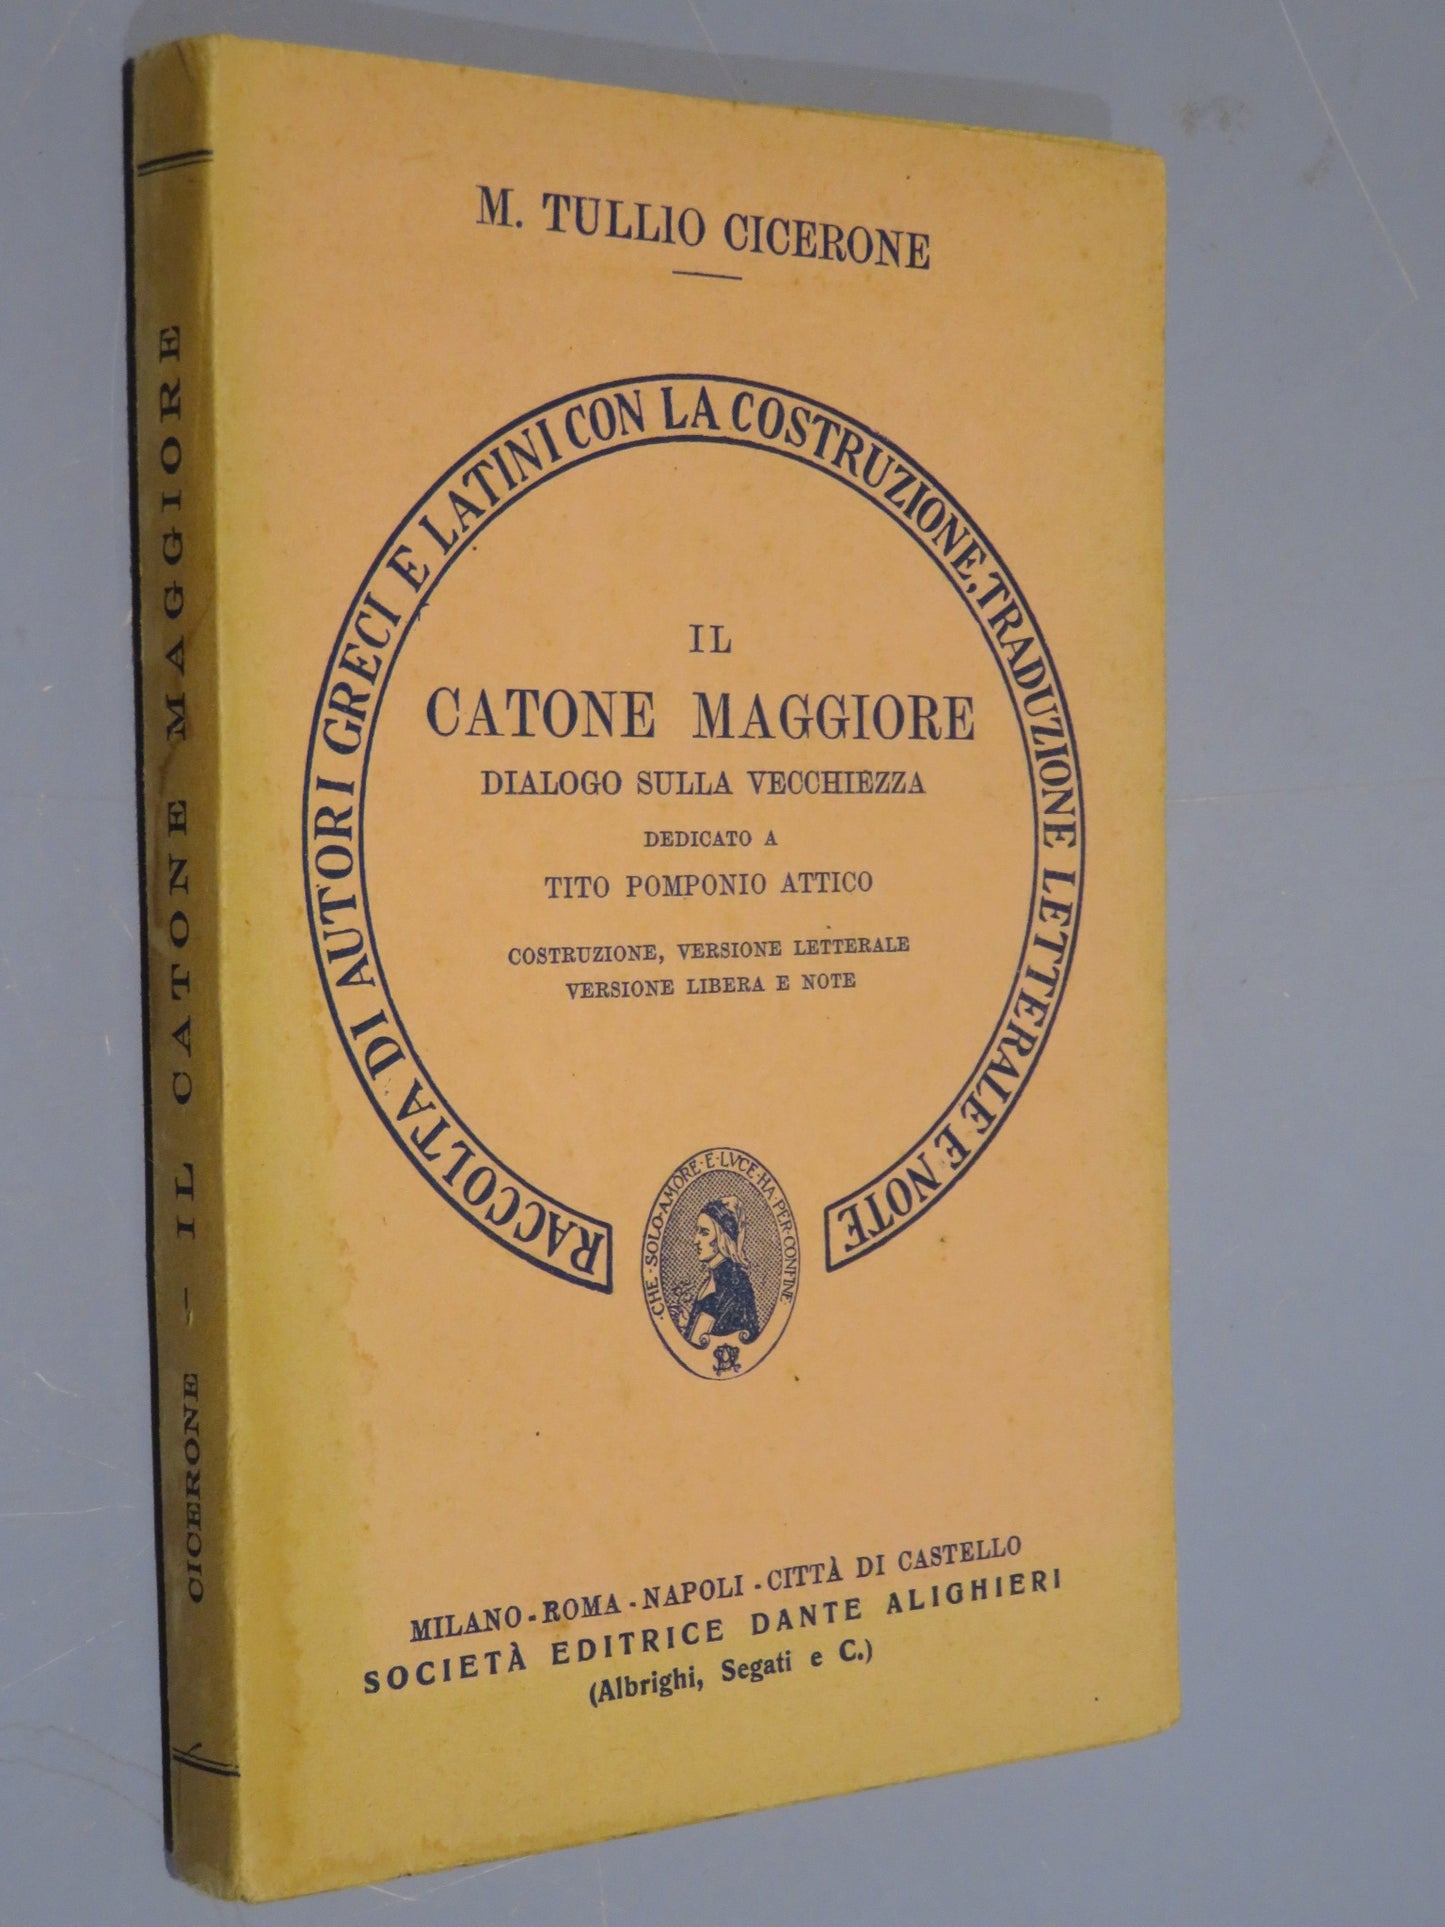 CICERONE - IL CATONE MAGGIORE
M. TULLIO CICERONE
RACCOLTA DI AUTORI GRECI E LATINI CON LA COSTRUZIONE, TRADUZIONE LETTERALE E NOTE
IL
CATONE MAGGIORE
DIALOGO SULLA VECCHIEZZA
DEDICATO A
TITO POMPONIO ATTICO
COSTRUZIONE, VERSIONE LETTERALE
VERSIONE LIBERA E NOTE
·CHE·SOLO·AMORE·E·LVCE·HA·PER·CONFINE·
MILANO-ROMA-NAPOLI-CITTÀ DI CASTELLO
SOCIETÀ EDITRICE DANTE ALIGHIERI
(Albrighi, Segati e C.)